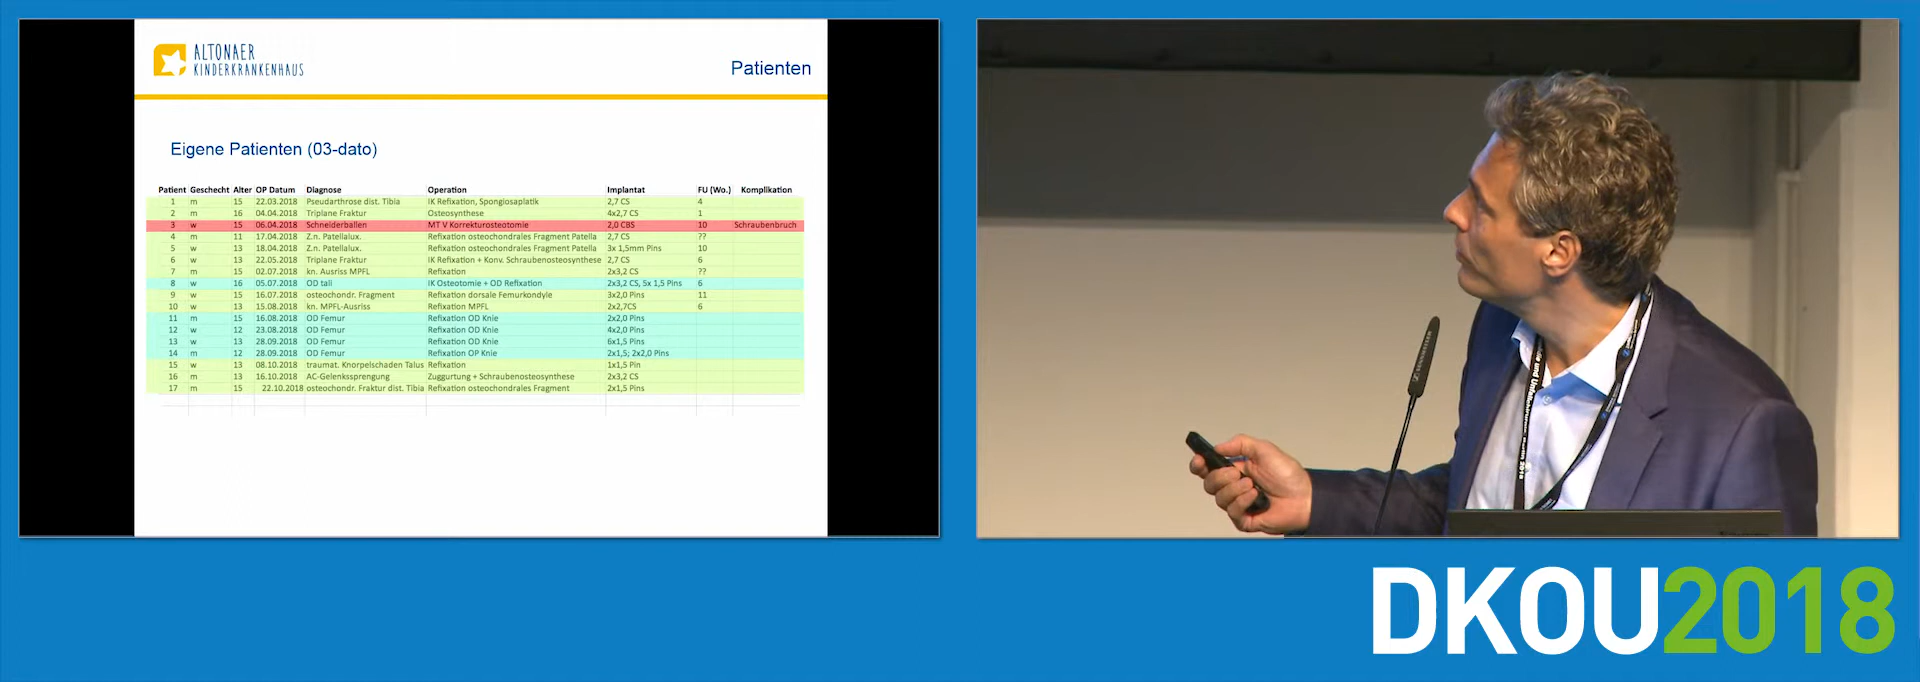 ALTONAER
KINDERKRANKENHAUS
Patienten
Eigene Patienten (03-dato)
Patient Geschecht Alter OP Datum Diagnose Operation Implantat FU (Wo.) Komplikation
1 m 15 22.03.2018 Pseudarthrose dist. Tibia IK Refixation, Spongiosaplatik 2,7 CS 4
2 m 16 04.04.2018 Triplane Fraktur Osteosynthese 4x2,7 CS 1
3 w 15 06.04.2018 Schneiderballen MT V Korrekturosteotomie 2,0 CBS 10 Schraubenbruch
4 m 11 17.04.2018 Z.n. Patellalux. Refixation osteochondrales Fragment Patella 2,7 CS ??
5 w 13 18.04.2018 Z.n. Patellalux. Refixation osteochondrales Fragment Patella 3x 1,5mm Pins 10
6 w 13 22.05.2018 Triplane Fraktur IK Refixation + Konv. Schraubenosteosynthese 2,7 CS 6
7 m 15 02.07.2018 kn. Ausriss MPFL Refixation 2x3,2 CS ??
8 w 16 05.07.2018 OD tali IK Osteotomie + OD Refixation 2x3,2 CS, 5x 1,5 Pins 6
9 w 15 16.07.2018 osteochondr. Fragment Refixation dorsale Femurkondyle 3x2,0 Pins 11
10 w 13 15.08.2018 kn. MPFL-Ausriss Refixation MPFL 2x2,7CS 6
11 m 15 16.08.2018 OD Femur Refixation OD Knie 2x2,0 Pins
12 w 12 23.08.2018 OD Femur Refixation OD Knie 4x2,0 Pins
13 w 13 28.09.2018 OD Femur Refixation OD Knie 6x1,5 Pins
14 m 12 28.09.2018 OD Femur Refixation OP Knie 2x1,5; 2x2,0 Pins
15 w 13 08.10.2018 traumat. Knorpelschaden Talus Refixation 1x1,5 Pin
16 m 13 16.10.2018 AC-Gelenkssprengung Zuggurtung + Schraubenosteosynthese 2x3,2 CS
17 m 15 22.10.2018 osteochondr. Fraktur dist. Tibia Refixation osteochondrales Fragment 2x1,5 Pins
DKOU2018